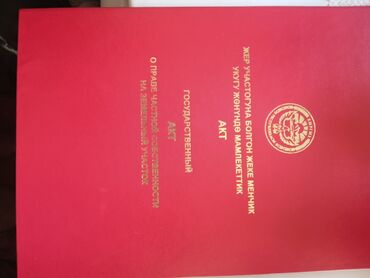 ЖЕР УЧАСТОГУНА БОЛГОН ЖЕКЕ МЕНЧИК
УКУГУ ЖӨНҮНДӨ МАМЛЕКЕТТИК
АКТ
ГОСУДАРСТВЕННЫЙ
АКТ
О ПРАВЕ ЧАСТНОЙ СОБСТВЕННОСТИ
НА ЗЕМЕЛЬНЫЙ УЧАСТОК